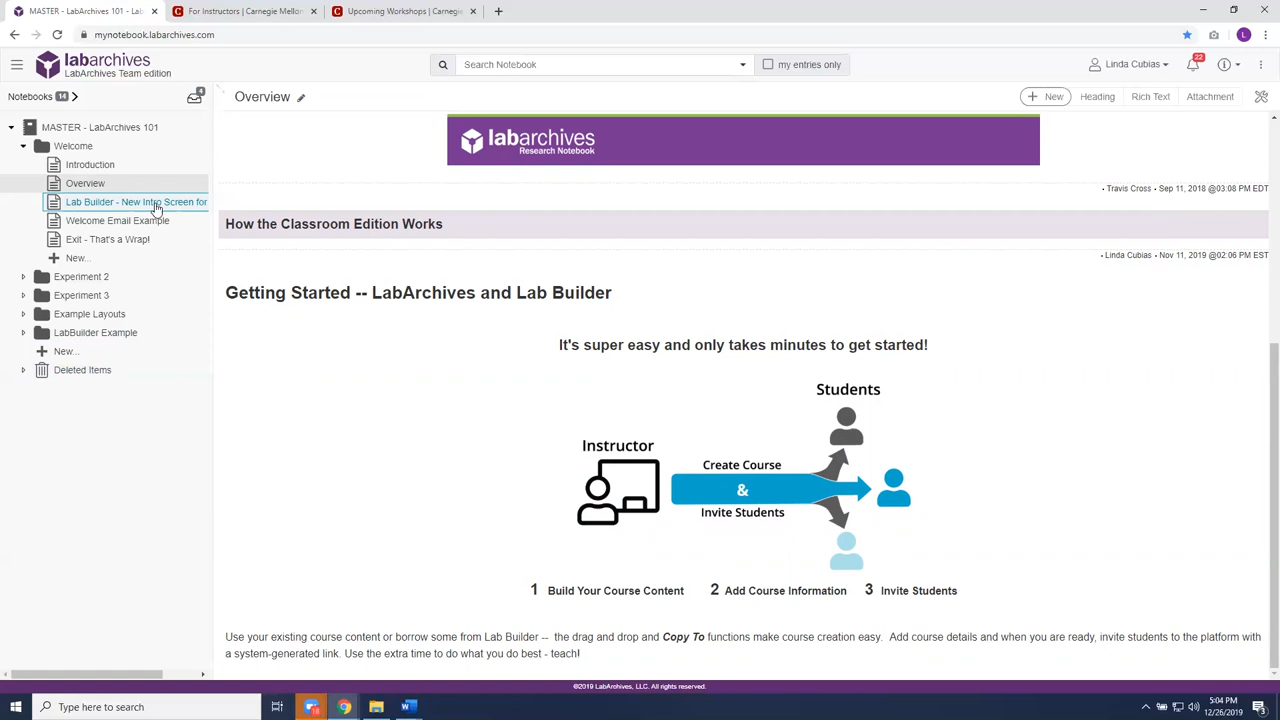 MASTER - LabArchives 101 - Lab
For Instructors | Carnegie Mellon
Upcoming Workshops | Carnegie
mynotebook.labarchives.com
labarchives
LabArchives Team edition
Search Notebook
my entries only
Linda Cubias
22
Notebooks 14
4
Overview
New
Heading
Rich Text
Attachment
MASTER - LabArchives 101
Welcome
Introduction
Overview
Lab Builder - New Intro Screen for
Welcome Email Example
Exit - That's a Wrap!
New...
Experiment 2
Experiment 3
Example Layouts
LabBuilder Example
New...
Deleted Items
labarchives
Research Notebook
• Travis Cross • Sep 11, 2018 @03:08 PM EDT
How the Classroom Edition Works
• Linda Cubias • Nov 11, 2019 @02:06 PM EST
Getting Started -- LabArchives and Lab Builder
It's super easy and only takes minutes to get started!
Students
Instructor
Create Course
&
Invite Students
1 Build Your Course Content 2 Add Course Information 3 Invite Students
Use your existing course content or borrow some from Lab Builder -- the drag and drop and Copy To functions make course creation easy. Add course details and when you are ready, invite students to the platform with
a system-generated link. Use the extra time to do what you do best - teach!
©2019 LabArchives, LLC. All rights reserved.
Type here to search
5:04 PM
12/26/2019
3